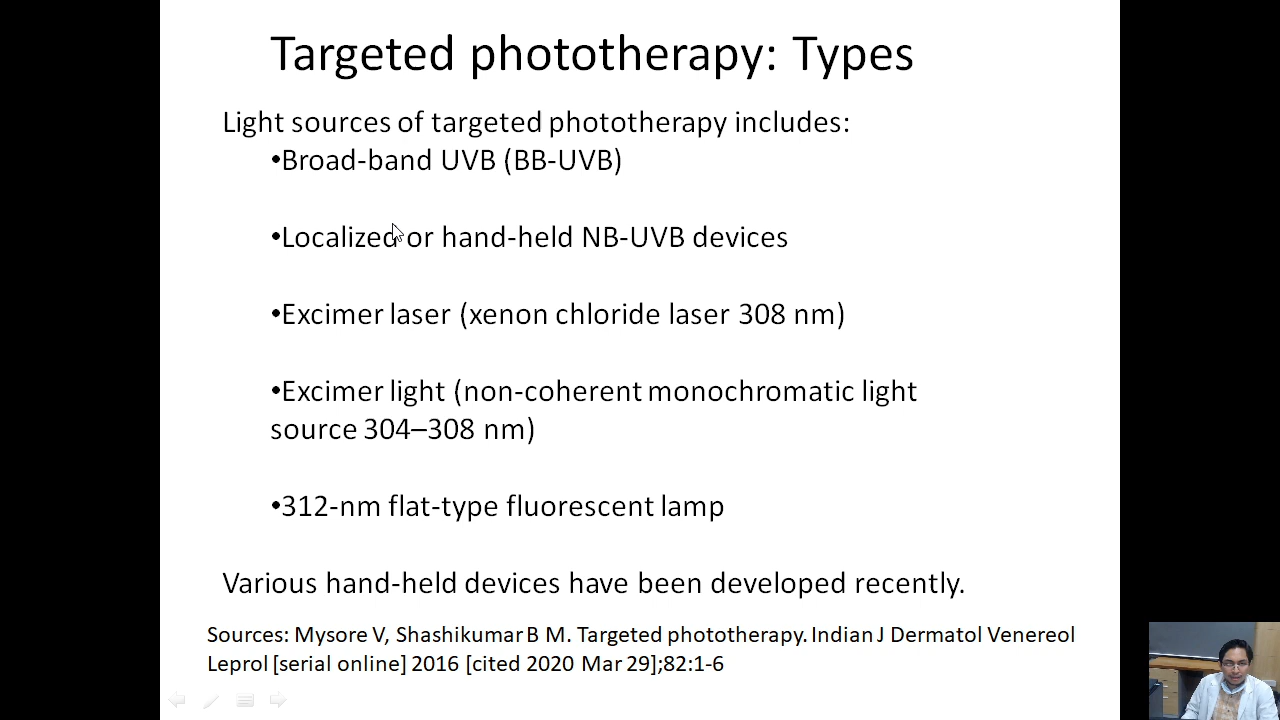 Targeted phototherapy: Types
Light sources of targeted phototherapy includes:
•Broad-band UVB (BB-UVB)
•Localized or hand-held NB-UVB devices
•Excimer laser (xenon chloride laser 308 nm)
•Excimer light (non-coherent monochromatic light
source 304–308 nm)
•312-nm flat-type fluorescent lamp
Various hand-held devices have been developed recently.
Sources: Mysore V, Shashikumar B M. Targeted phototherapy. Indian J Dermatol Venereol
Leprol [serial online] 2016 [cited 2020 Mar 29];82:1-6